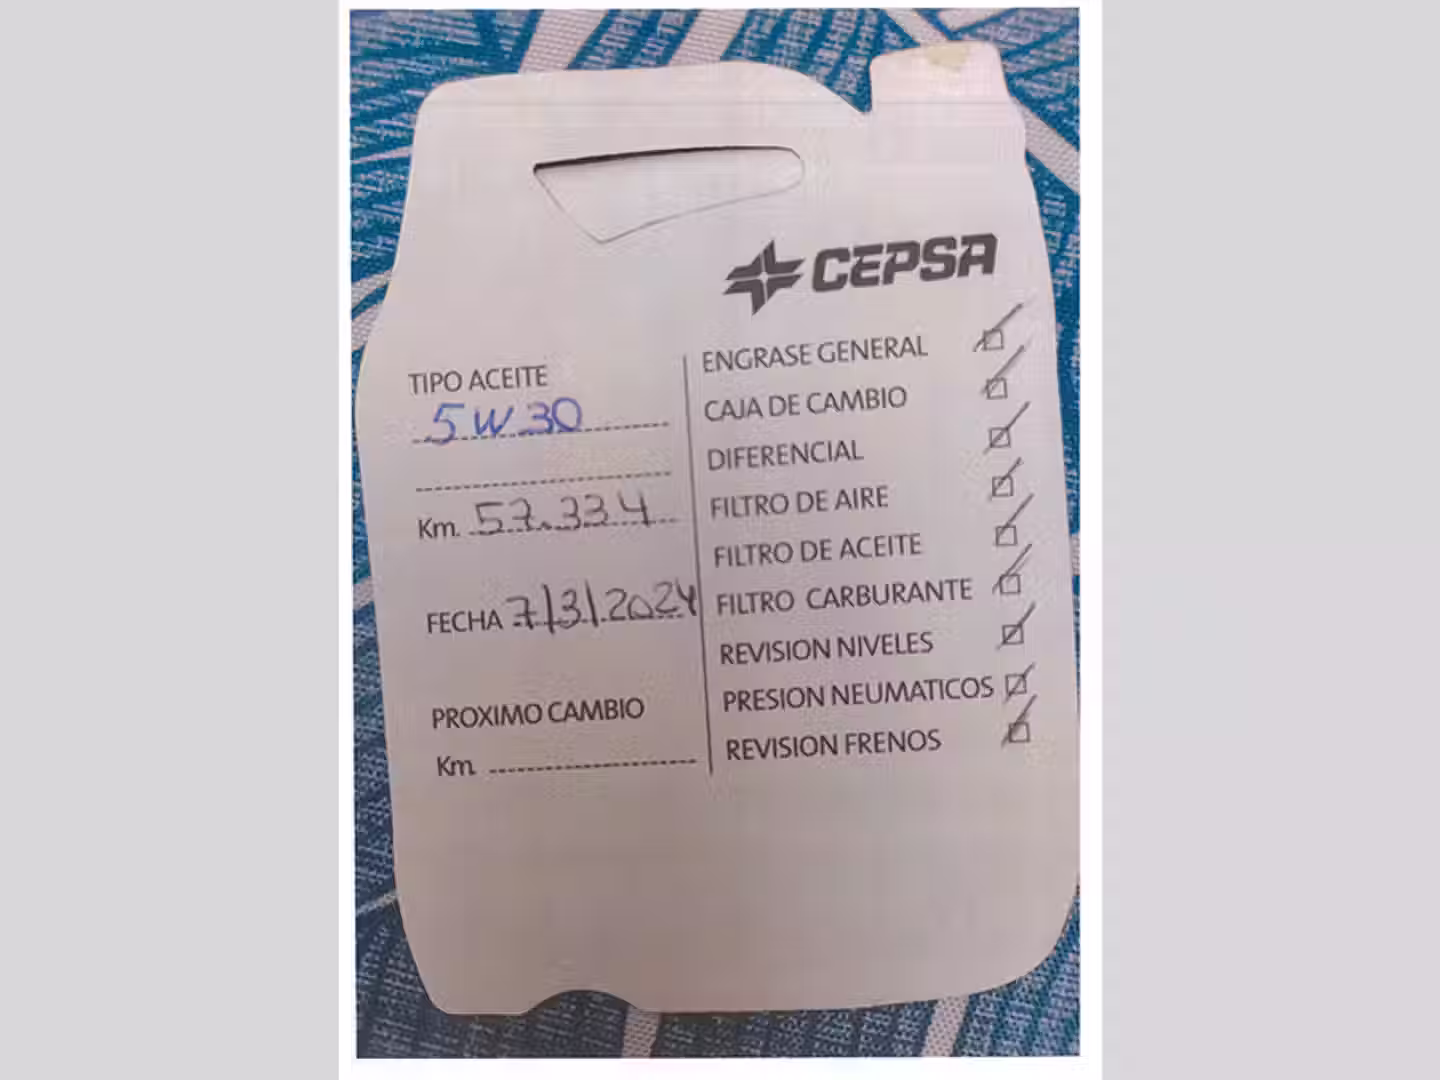 CEPSA
TIPO ACEITE
5W30
Km. 57.334
FECHA 7/3/2024
PROXIMO CAMBIO
Km.
ENGRASE GENERAL
CAJA DE CAMBIO
DIFERENCIAL
FILTRO DE AIRE
FILTRO DE ACEITE
FILTRO CARBURANTE
REVISION NIVELES
PRESION NEUMATICOS
REVISION FRENOS